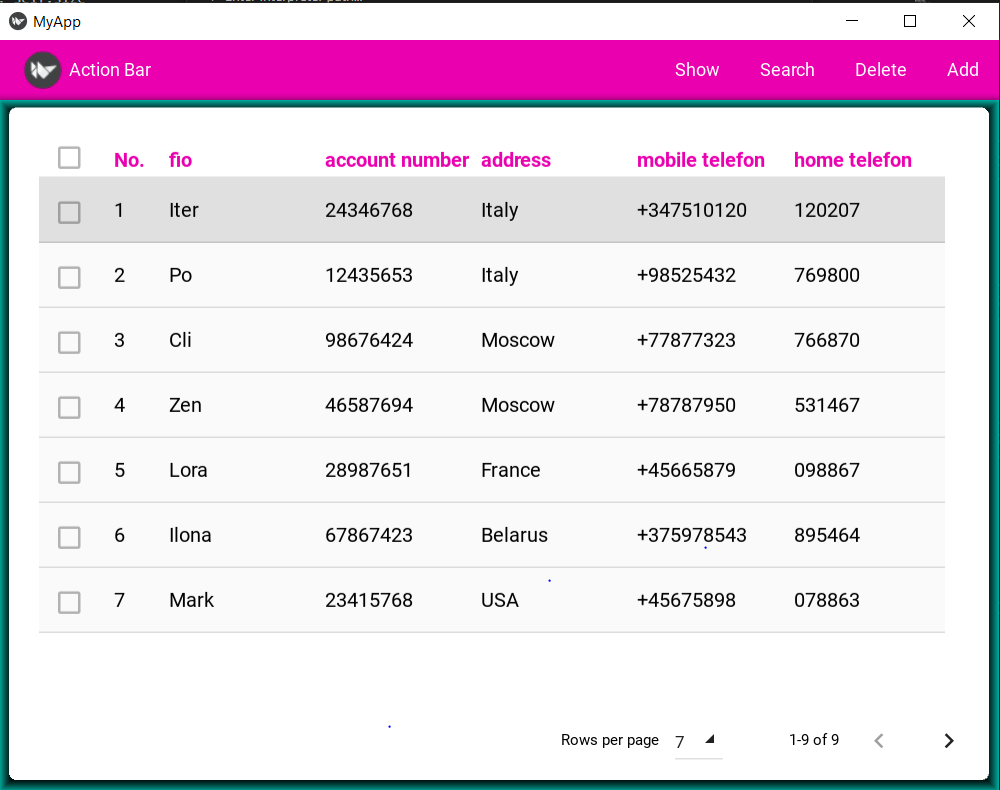 MyApp
Action Bar Show Search Delete Add
No. fio account number address mobile telefon home telefon
1 Iter 24346768 Italy +347510120 120207
2 Po 12435653 Italy +98525432 769800
3 Cli 98676424 Moscow +77877323 766870
4 Zen 46587694 Moscow +78787950 531467
5 Lora 28987651 France +45665879 098867
6 Ilona 67867423 Belarus +375978543 895464
7 Mark 23415768 USA +45675898 078863
Rows per page 7 1-9 of 9